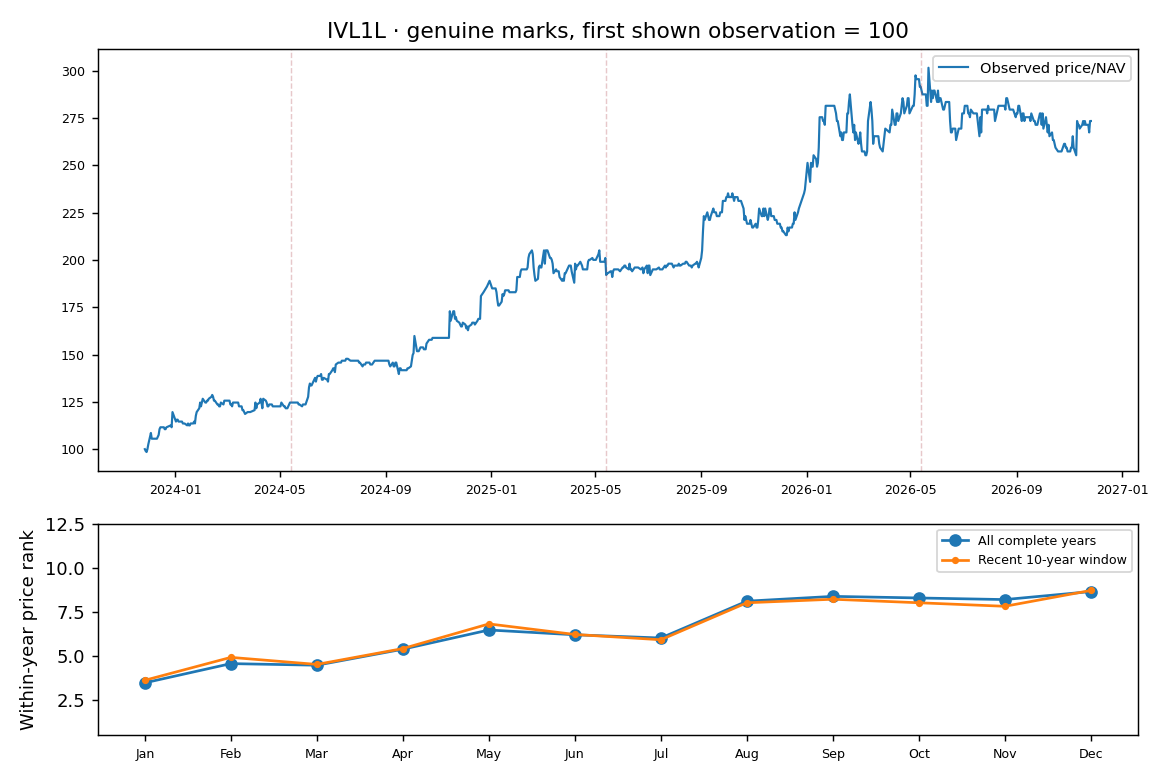 IVL1L · genuine marks, first shown observation = 100
Observed price/NAV
300
275
250
225
200
175
150
125
100
2024-01 2024-05 2024-09 2025-01 2025-05 2025-09 2026-01 2026-05 2026-09 2027-01
Within-year price rank
12.5
10.0
7.5
5.0
2.5
All complete years
Recent 10-year window
Jan Feb Mar Apr May Jun Jul Aug Sep Oct Nov Dec